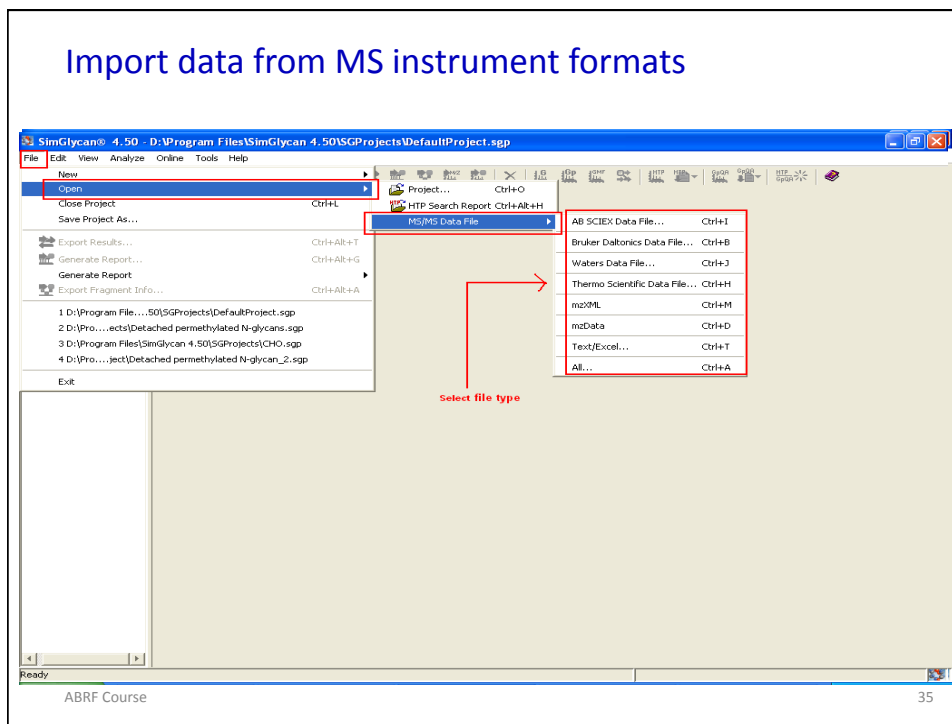 Import data from MS instrument formats
SimGlycan® 4.50 - D:\Program Files\SimGlycan 4.50\SGProjects\DefaultProject.sgp
File Edit View Analyze Online Tools Help
New
Open
Close Project Ctrl+L
Save Project As...
Export Results... Ctrl+Alt+T
Generate Report... Ctrl+Alt+G
Generate Report
Export Fragment Info... Ctrl+Alt+A
1 D:\Program File....50\SGProjects\DefaultProject.sgp
2 D:\Pro....ects\Detached permethylated N-glycans.sgp
3 D:\Program Files\SimGlycan 4.50\SGProjects\CHO.sgp
4 D:\Pro....ject\Detached permethylated N-glycan_2.sgp
Exit
Project... Ctrl+O
HTP Search Report Ctrl+Alt+H
MS/MS Data File
AB SCIEX Data File... Ctrl+I
Bruker Daltonics Data File... Ctrl+B
Waters Data File... Ctrl+J
Thermo Scientific Data File... Ctrl+H
mzXML Ctrl+M
mzData Ctrl+D
Text/Excel... Ctrl+T
All... Ctrl+A
Select file type
Ready
ABRF Course 35